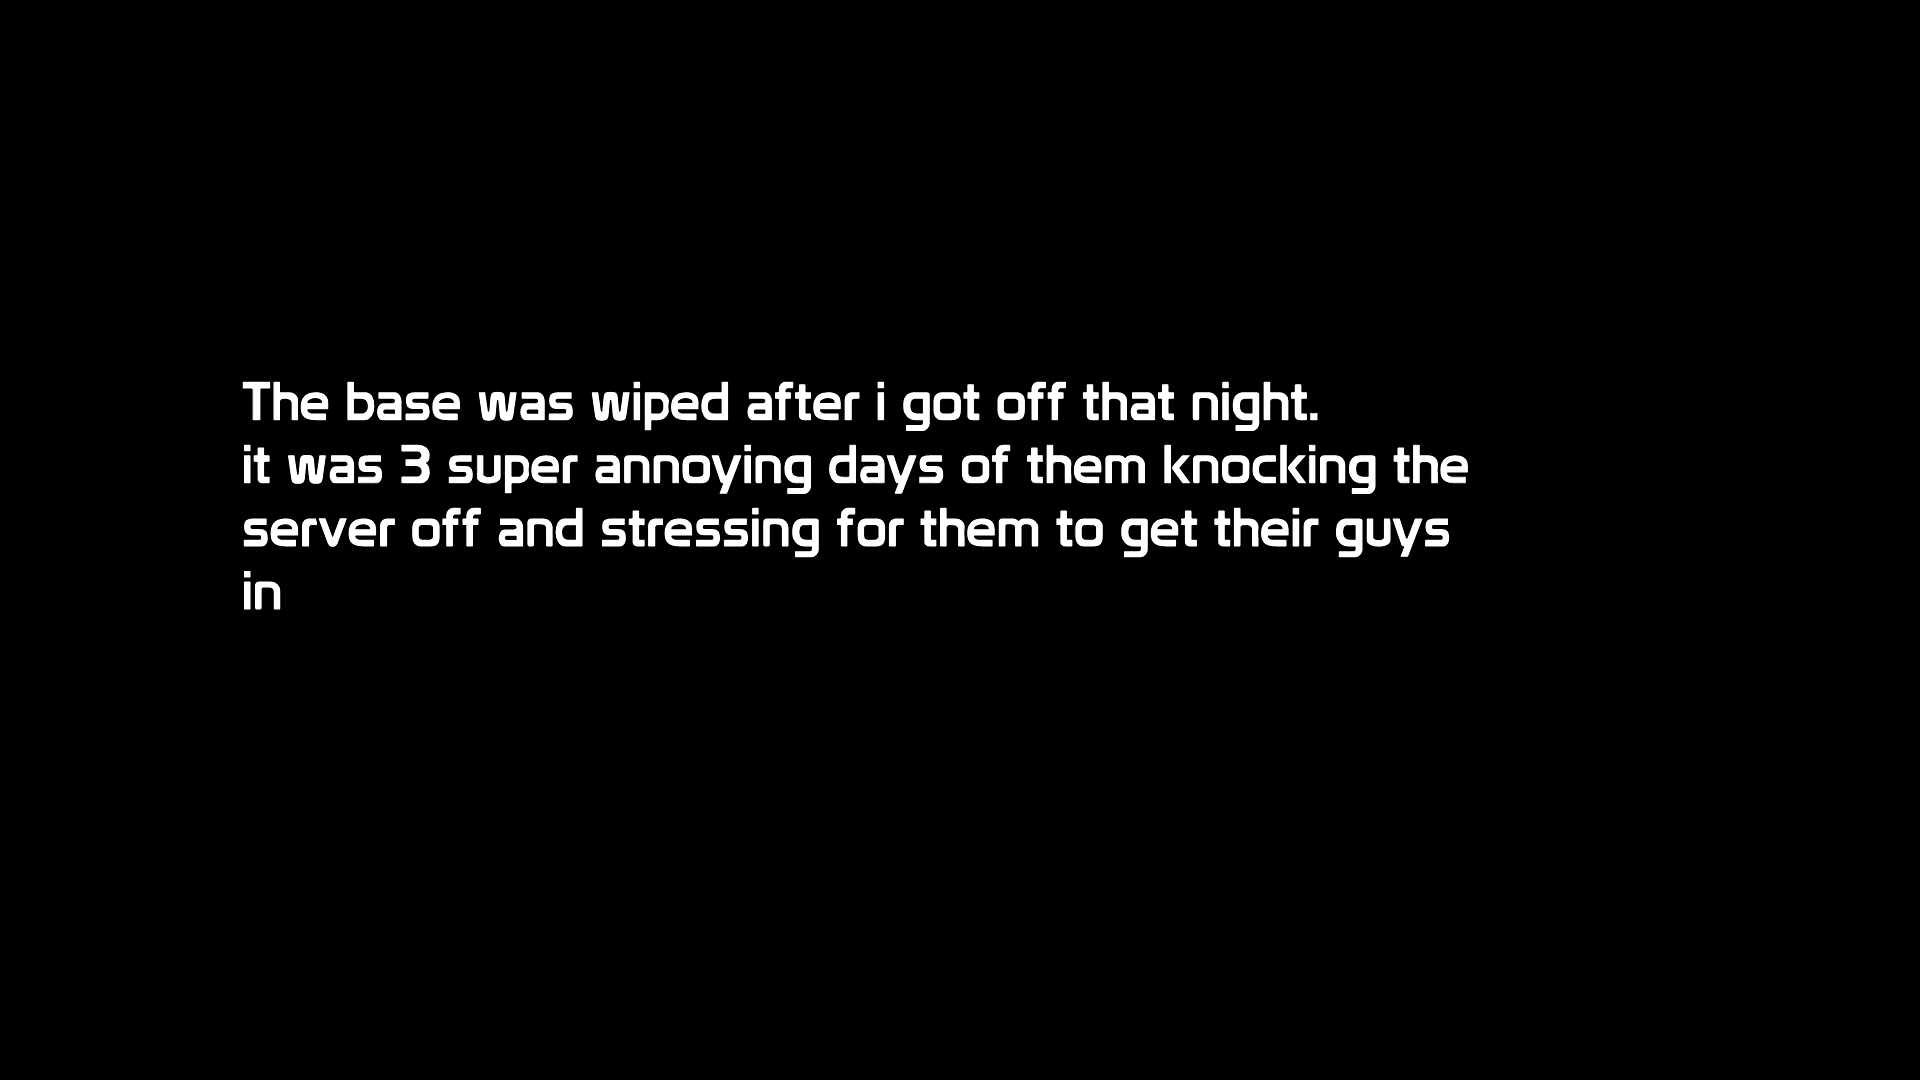 The base was wiped after i got off that night.
it was 3 super annoying days of them knocking the
server off and stressing for them to get their guys
in